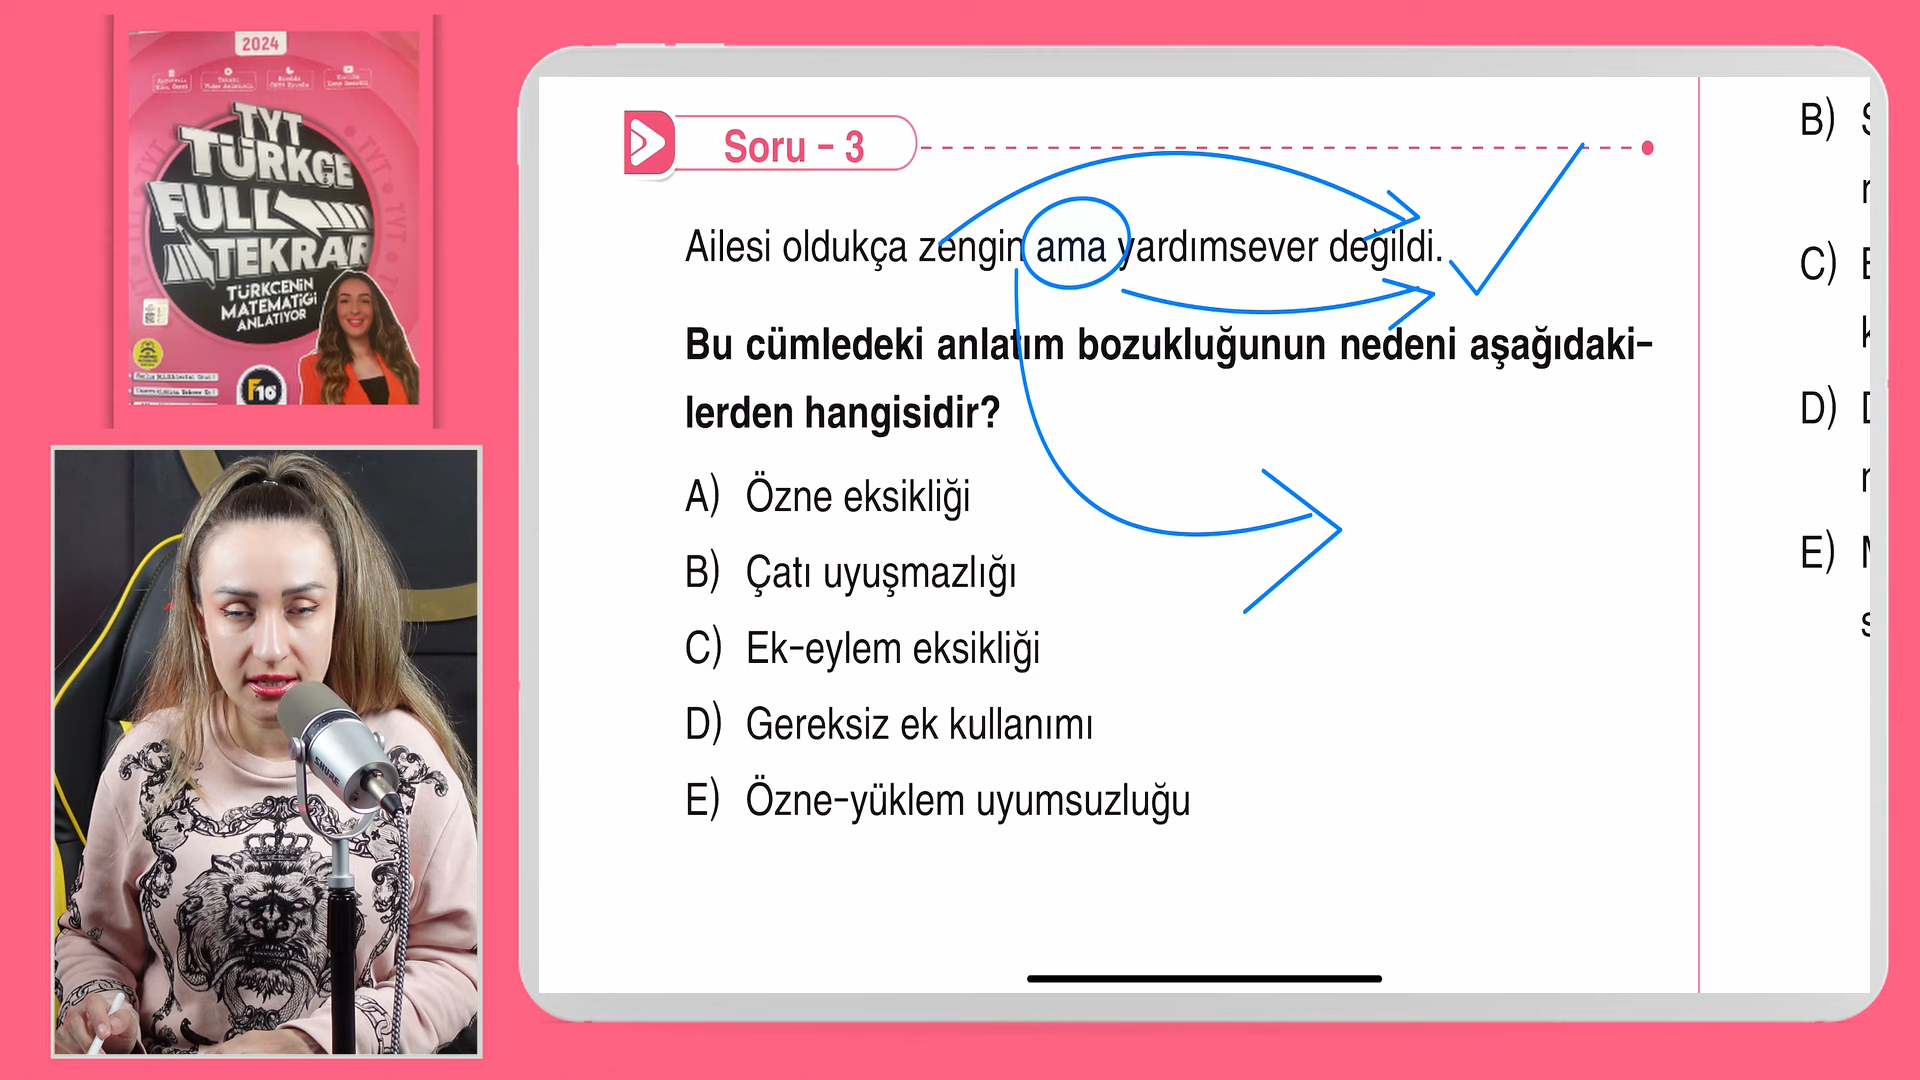 2024
TYT
TÜRKÇE
FULL
TEKRAR
TÜRKÇENİN
MATEMATİĞİ
ANLATIYOR
F10
SHURE
Soru - 3
Ailesi oldukça zengin ama yardımsever değildi.
Bu cümledeki anlatım bozukluğunun nedeni aşağıdaki-
lerden hangisidir?
A) Özne eksikliği
B) Çatı uyuşmazlığı
C) Ek-eylem eksikliği
D) Gereksiz ek kullanımı
E) Özne-yüklem uyumsuzluğu
B)
C)
D)
E)